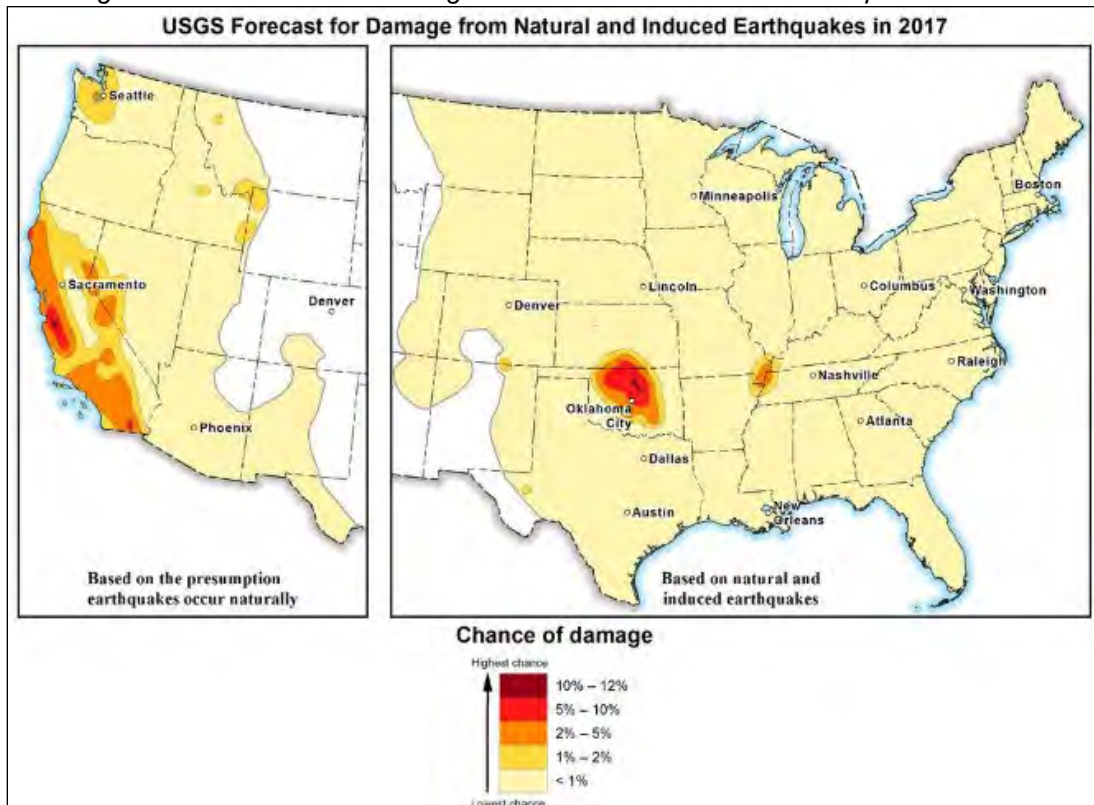 USGS Forecast for Damage from Natural and Induced Earthquakes in 2017
Seattle
Sacramento
Denver
Phoenix
Based on the presumption
earthquakes occur naturally
Minneapolis
Boston
Lincoln
Columbus
Washington
Denver
Nashville
Raleigh
Oklahoma
City
Atlanta
Dallas
Austin
New
Orleans
Based on natural and
induced earthquakes
Chance of damage
Highest chance
10% – 12%
5% – 10%
2% – 5%
1% – 2%
< 1%
Lowest chance